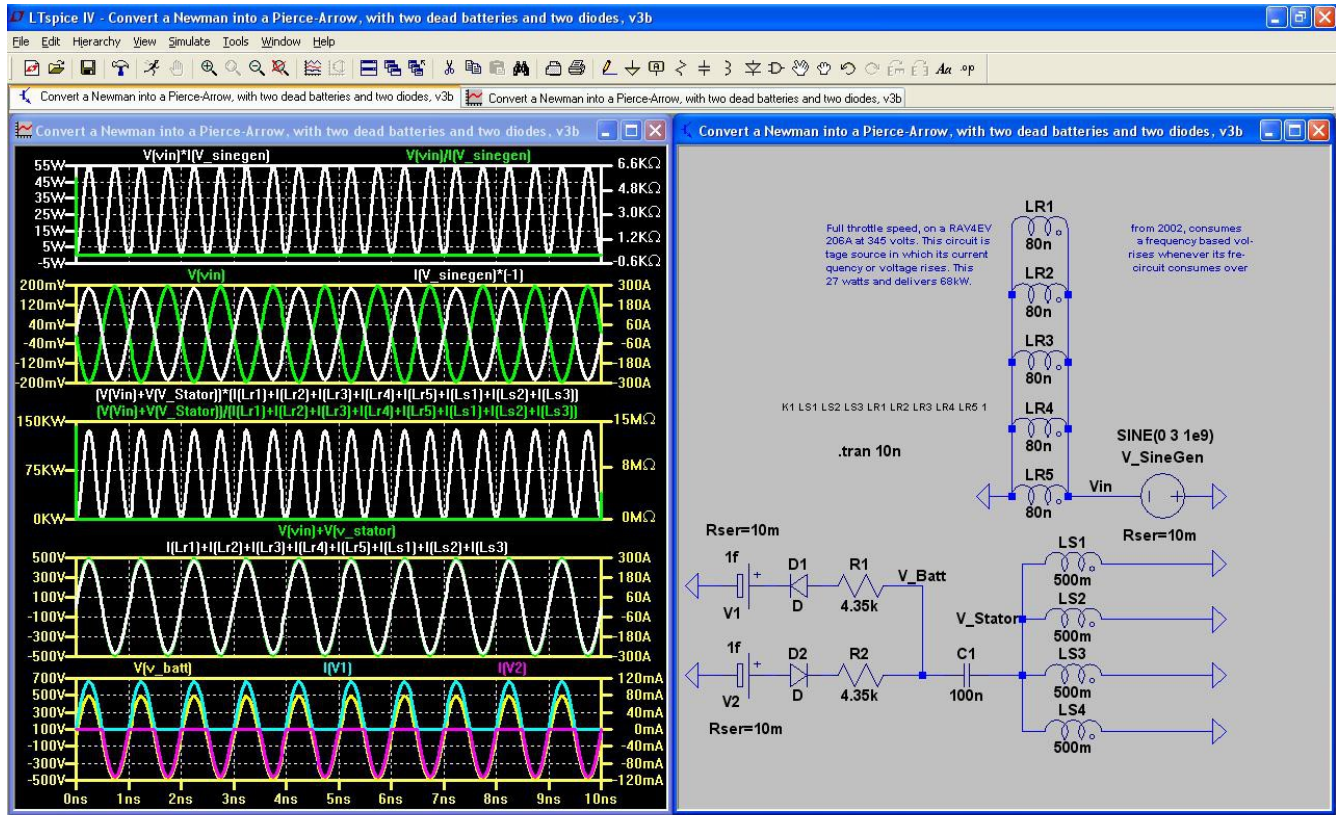 LTspice IV - Convert a Newman into a Pierce-Arrow, with two dead batteries and two diodes, v3b
File Edit Hierarchy View Simulate Tools Window Help
Convert a Newman into a Pierce-Arrow, with two dead batteries and two diodes, v3b
Convert a Newman into a Pierce-Arrow, with two dead batteries and two diodes, v3b
Convert a Newman into a Pierce-Arrow, with two dead batteries and two diodes, v3b
V(vin)*I(V_sinegen) V(vin)/I(V_sinegen)
55W 6.6KΩ
45W 4.8KΩ
35W
25W 3.0KΩ
15W
5W 1.2KΩ
-5W -0.6KΩ
V(vin) I(V_sinegen)*(-1)
200mV 300A
120mV 180A
40mV 60A
-40mV -60A
-120mV -180A
-200mV -300A
(V(Vin)+V(V_Stator))*(I(Lr1)+I(Lr2)+I(Lr3)+I(Lr4)+I(Lr5)+I(Ls1)+I(Ls2)+I(Ls3))
(V(Vin)+V(V_Stator))/(I(Lr1)+I(Lr2)+I(Lr3)+I(Lr4)+I(Lr5)+I(Ls1)+I(Ls2)+I(Ls3))
150KW 15MΩ
75KW 8MΩ
0KW 0MΩ
V(vin)+V(v_stator)
I(Lr1)+I(Lr2)+I(Lr3)+I(Lr4)+I(Lr5)+I(Ls1)+I(Ls2)+I(Ls3)
500V 300A
300V 180A
100V 60A
-100V -60A
-300V -180A
-500V -300A
V(v_batt) I(V1) I(V2)
700V 120mA
500V 80mA
300V 40mA
100V 0mA
-100V -40mA
-300V -80mA
-500V -120mA
0ns 1ns 2ns 3ns 4ns 5ns 6ns 7ns 8ns 9ns 10ns
Convert a Newman into a Pierce-Arrow, with two dead batteries and two diodes, v3b
Full throttle speed, on a RAV4EV from 2002, consumes
206A at 345 volts. This circuit is a frequency based vol-
tage source in which its current rises whenever its fre-
quency or voltage rises. This circuit consumes over
27 watts and delivers 68kW.
LR1
80n
LR2
80n
LR3
80n
LR4
80n
LR5
80n
K1 LS1 LS2 LS3 LR1 LR2 LR3 LR4 LR5 1
.tran 10n
SINE(0 3 1e9)
V_SineGen
Vin
Rser=10m
Rser=10m
1f
V1
D1
D
R1
4.35k
V_Batt
1f
V2
D2
D
R2
4.35k
Rser=10m
C1
100n
V_Stator
LS1
500m
LS2
500m
LS3
500m
LS4
500m